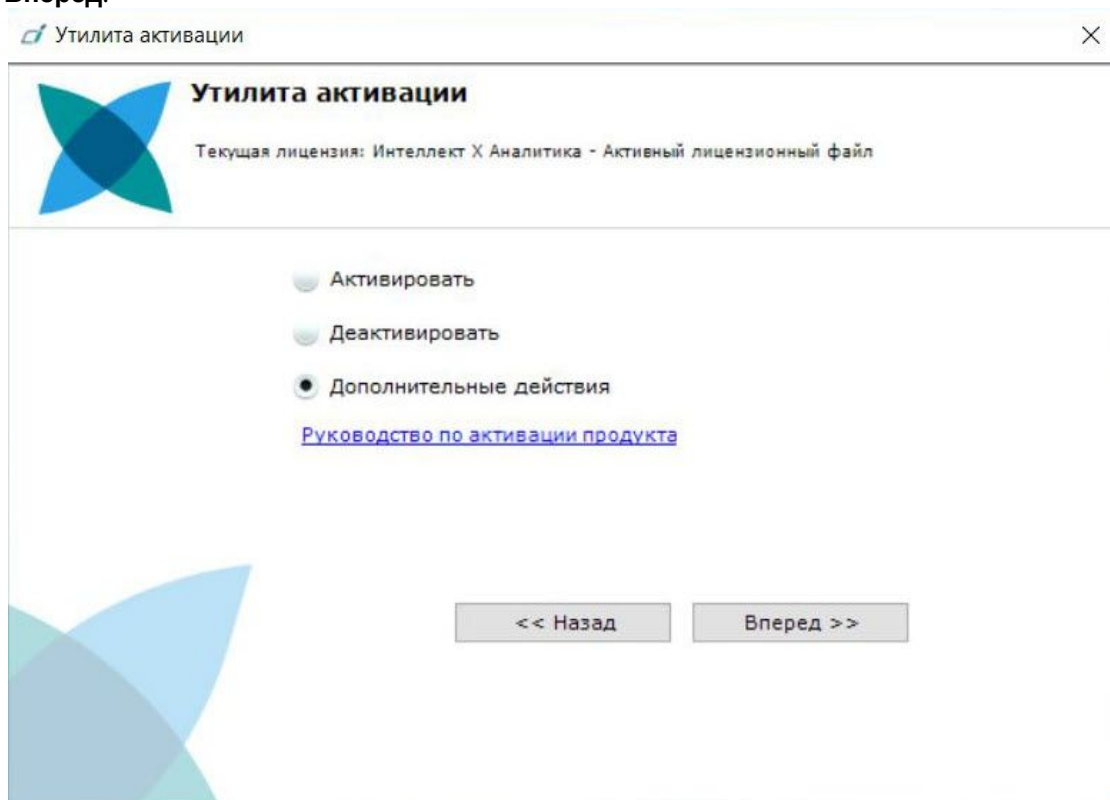 Вперед.
Утилита активации
Утилита активации
Текущая лицензия: Интеллект X Аналитика - Активный лицензионный файл
Активировать
Деактивировать
Дополнительные действия
Руководство по активации продукта
<< Назад
Вперед >>